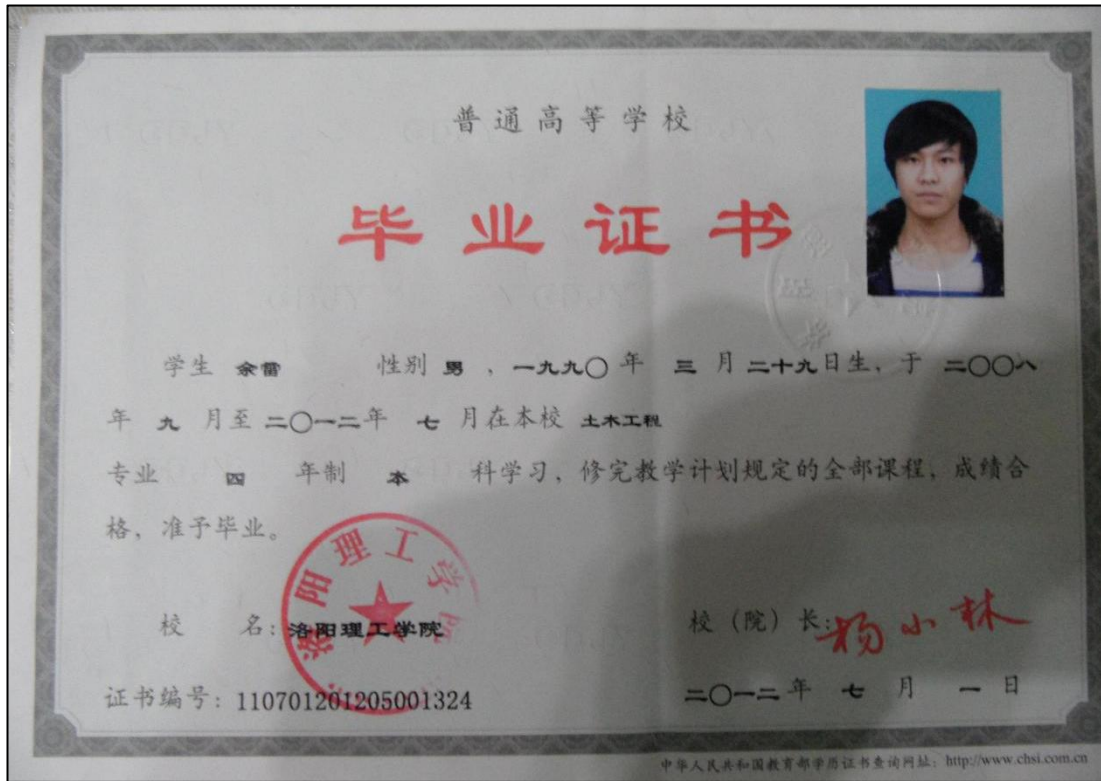 普通高等学校
毕业证书
学生 余雷 性别 男 ，一九九〇 年 三 月 二十九日生，于 二〇〇八
年 九 月至 二〇一二年 七 月在本校 土木工程
专业 四 年制 本 科学习，修完教学计划规定的全部课程，成绩合
格，准予毕业。
洛阳理工学院
校 名：洛阳理工学院
校（院）长：杨小林
证书编号：110701201205001324
二〇一二 年 七 月 一 日
中华人民共和国教育部学历证书查询网址：http://www.chsi.com.cn